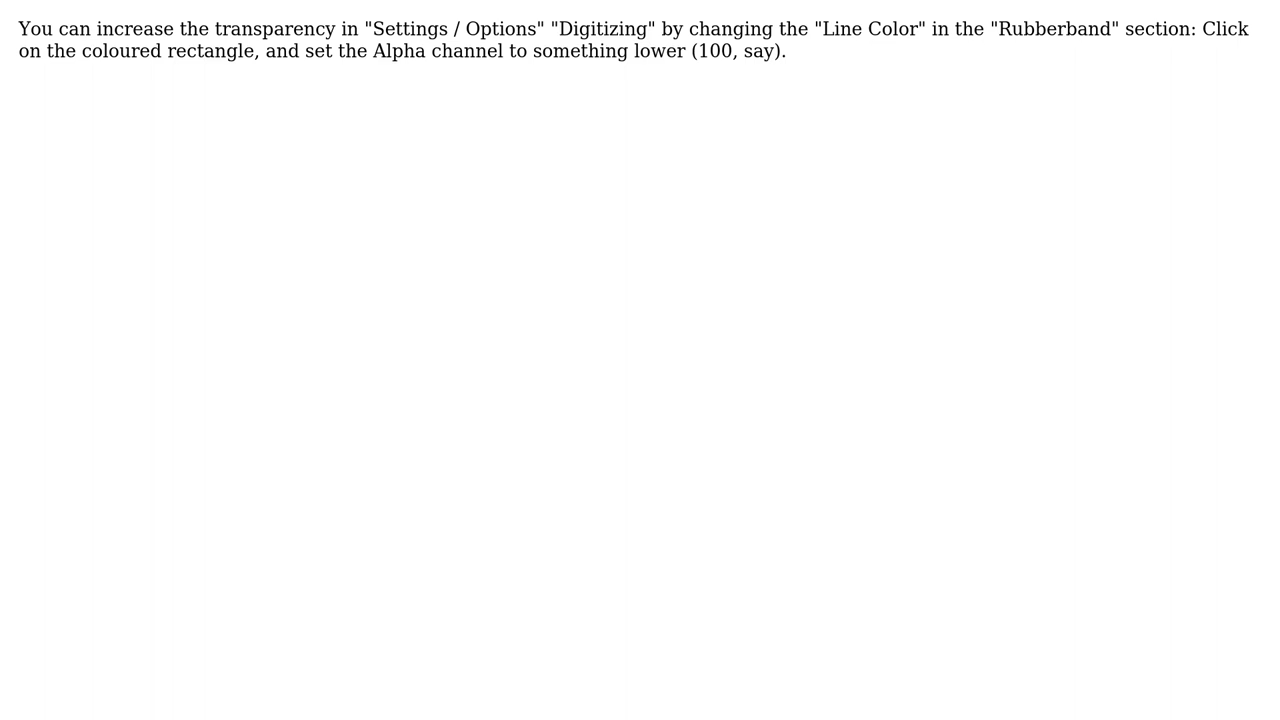 You can increase the transparency in "Settings / Options" "Digitizing" by changing the "Line Color" in the "Rubberband" section: Click
on the coloured rectangle, and set the Alpha channel to something lower (100, say).